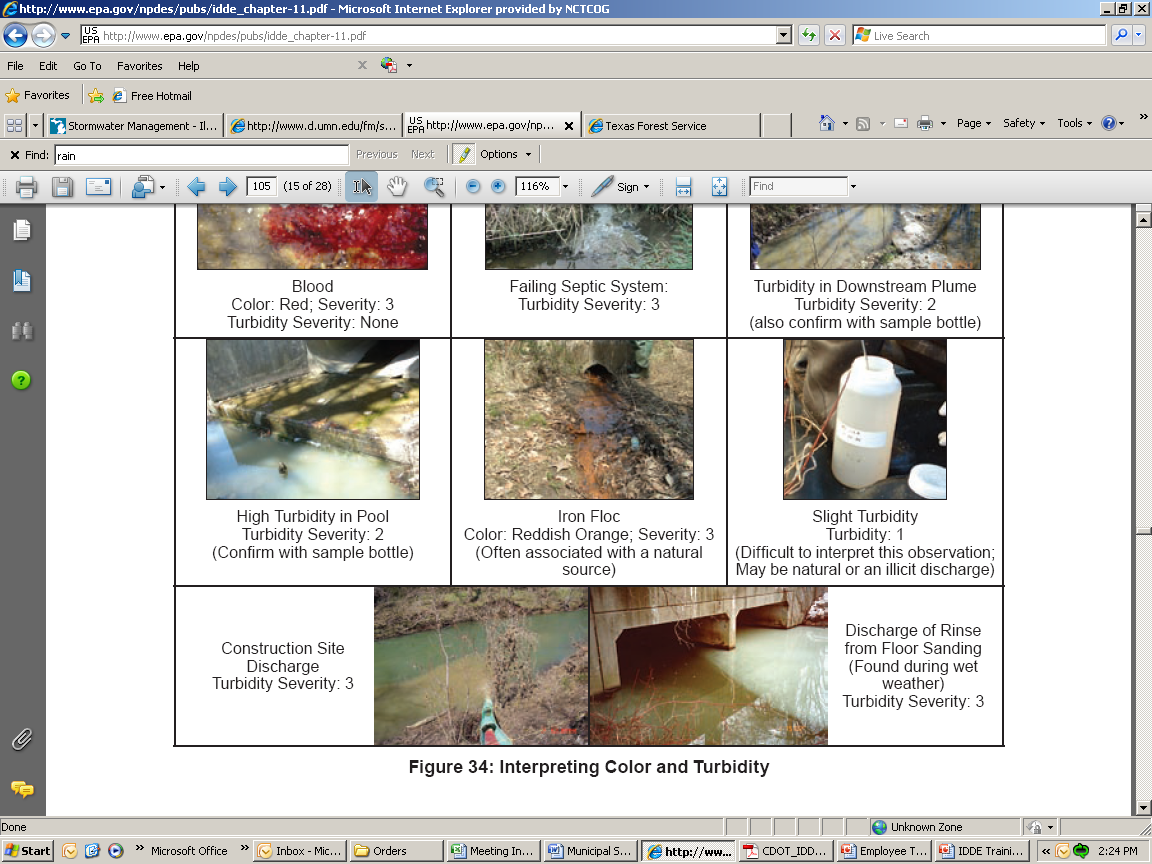 http://www.epa.gov/npdes/pubs/idde_chapter-11.pdf - Microsoft Internet Explorer provided by NCTCOG
US EPA http://www.epa.gov/npdes/pubs/idde_chapter-11.pdf
Live Search
File Edit Go To Favorites Help
Favorites Free Hotmail
Stormwater Management - Il... http://www.d.umn.edu/fm/s... US EPA http://www.epa.gov/np... Texas Forest Service Page Safety Tools
Find: rain Previous Next Options
105 (15 of 28) 116% Sign Find
Blood
Color: Red; Severity: 3
Turbidity Severity: None
Failing Septic System:
Turbidity Severity: 3
Turbidity in Downstream Plume
Turbidity Severity: 2
(also confirm with sample bottle)
High Turbidity in Pool
Turbidity Severity: 2
(Confirm with sample bottle)
Iron Floc
Color: Reddish Orange; Severity: 3
(Often associated with a natural
source)
Slight Turbidity
Turbidity: 1
(Difficult to interpret this observation;
May be natural or an illicit discharge)
Construction Site
Discharge
Turbidity Severity: 3
Discharge of Rinse
from Floor Sanding
(Found during wet
weather)
Turbidity Severity: 3
Figure 34: Interpreting Color and Turbidity
Done Unknown Zone
Start Microsoft Office Inbox - Mic... Orders Meeting In... Municipal S... http://ww... CDOT_IDD... Employee T... IDDE Traini... 2:24 PM